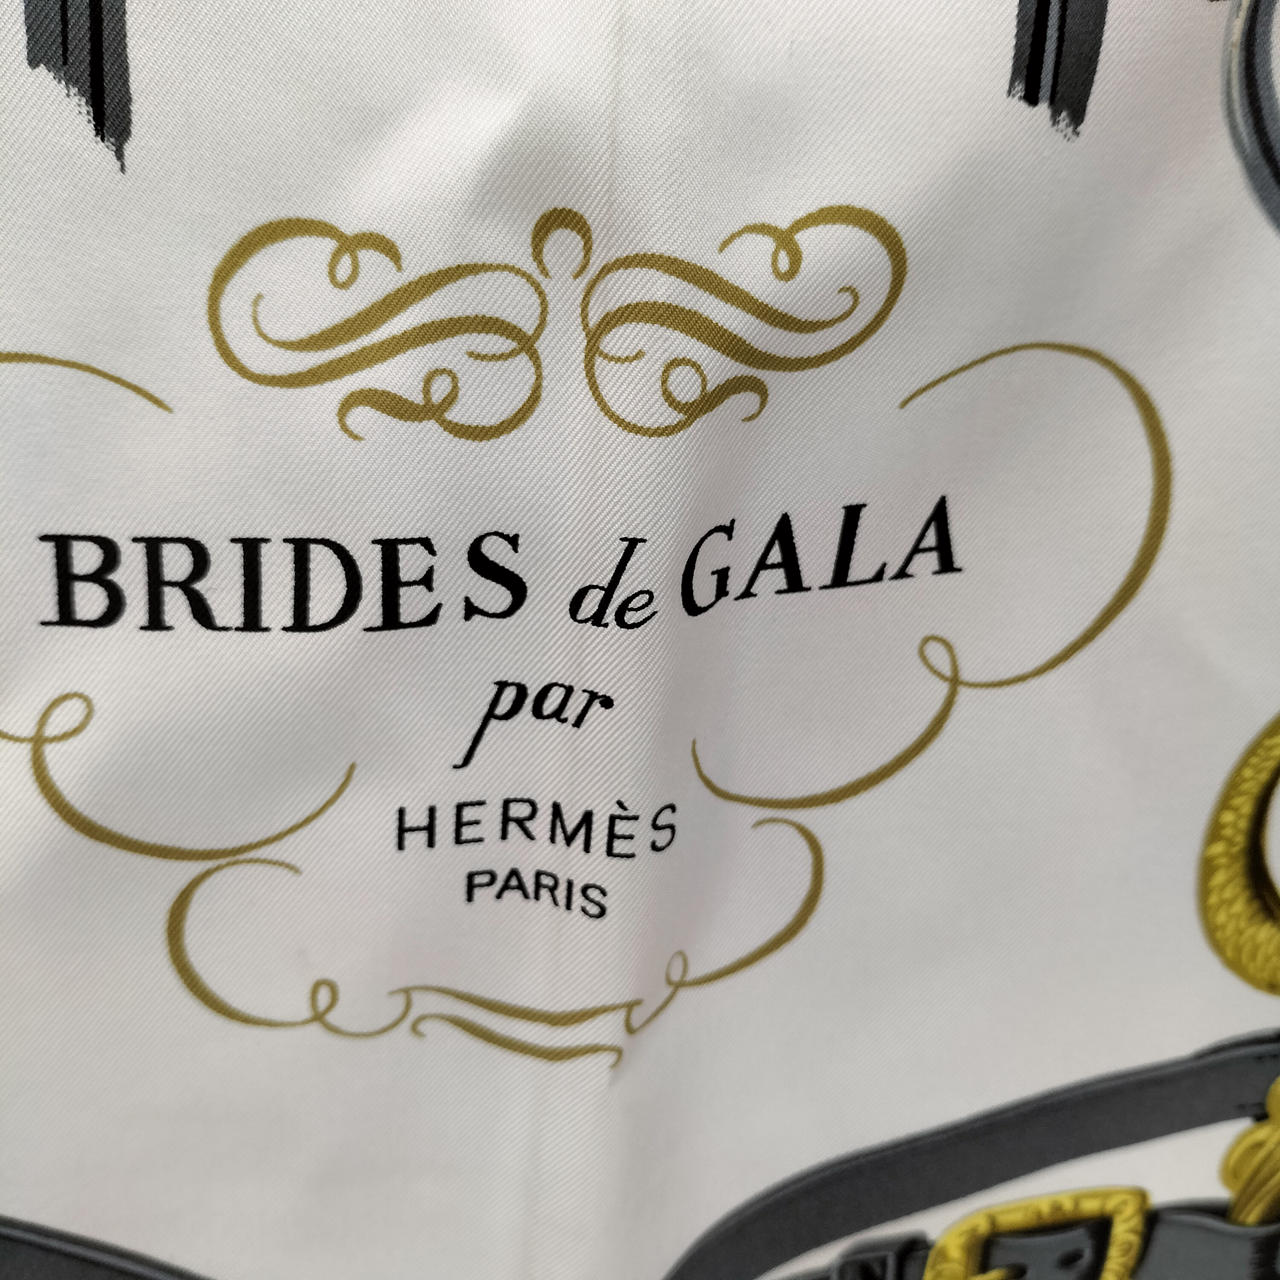 BRIDES de GALA
par
HERMÈS
PARIS